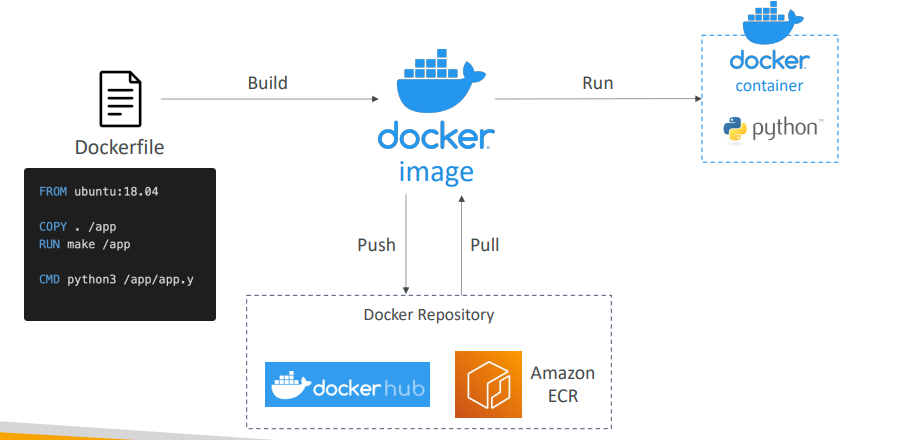 docker
container
python™
Build
Run
Dockerfile
docker
image
FROM ubuntu:18.04
COPY . /app
RUN make /app
CMD python3 /app/app.y
Push
Pull
Docker Repository
dockerhub
Amazon
ECR